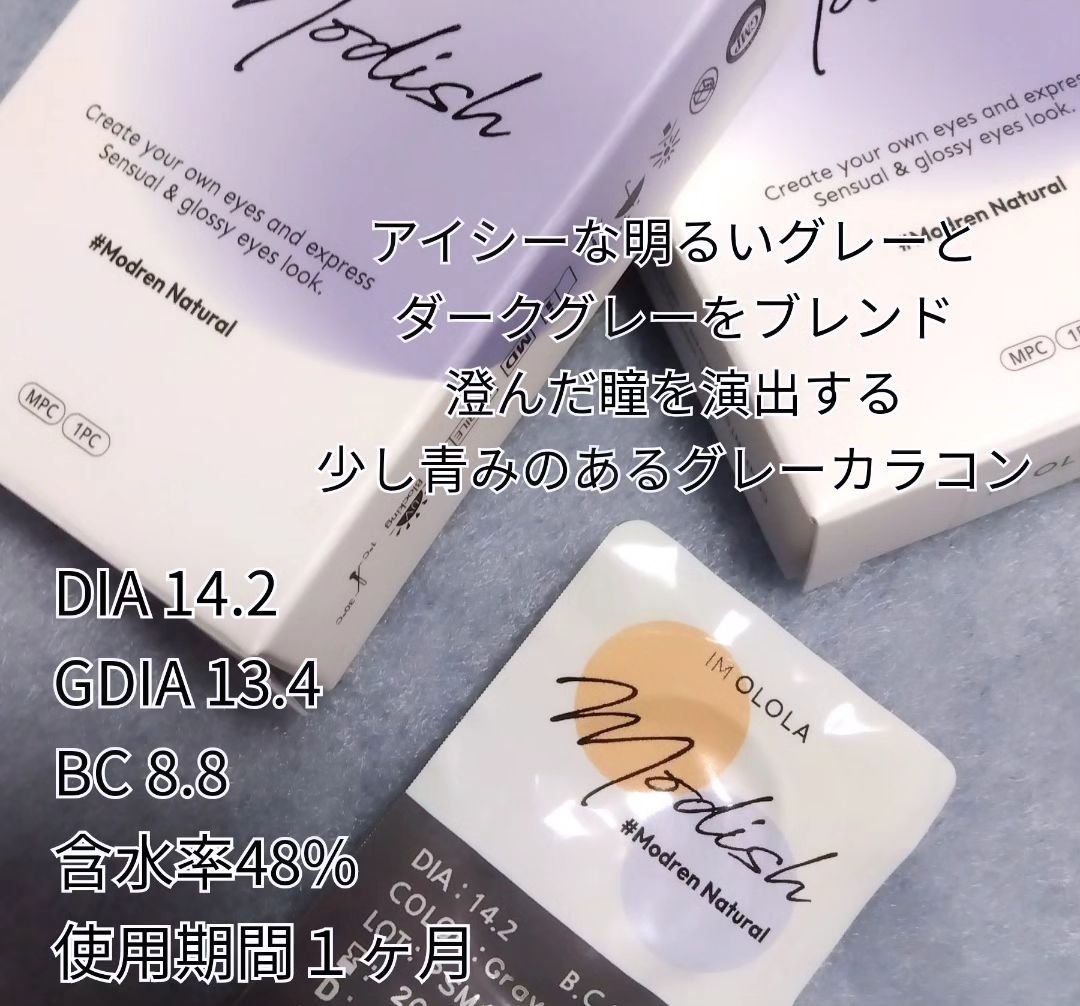 Modish
Create your own eyes and express
Sensual & glossy eyes look.
#Modren Natural
MPC
1PC
GMP
Create your own eyes and expres
Sensual & glossy eyes look.
#Modren Natural
MPC
アイシーな明るいグレーと
ダークグレーをブレンド
澄んだ瞳を演出する
少し青みのあるグレーカラコン
DIA 14.2
GDIA 13.4
BC 8.8
含水率48%
使用期間１ヶ月
30°C
IM OLOLA
Modish
#Modren Natural
DIA : 14.2
B.C